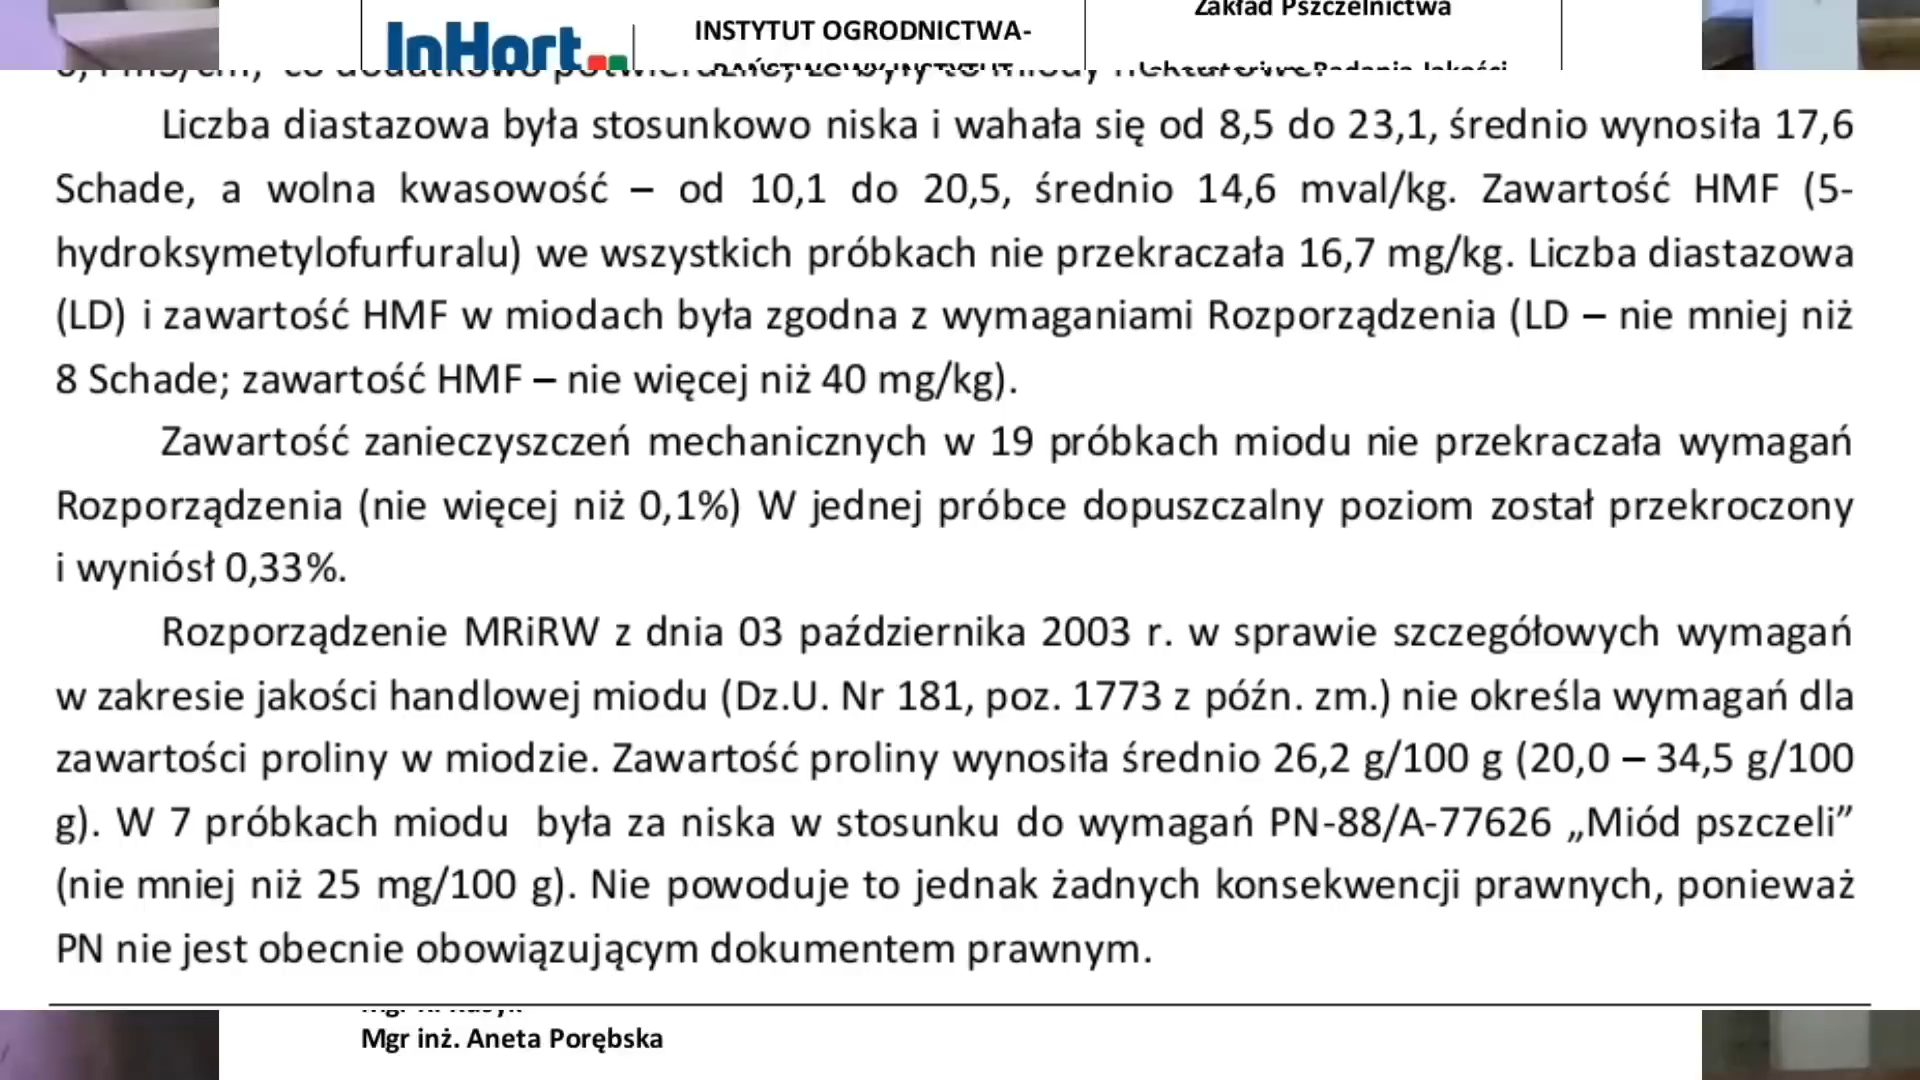 Zakład Pszczelnictwa
InHort
INSTYTUT OGRODNICTWA-
PAŃSTWOWY INSTYTUT
Laboratorium Badania Jakości
Liczba diastazowa była stosunkowo niska i wahała się od 8,5 do 23,1, średnio wynosiła 17,6
Schade, a wolna kwasowość – od 10,1 do 20,5, średnio 14,6 mval/kg. Zawartość HMF (5-
hydroksymetylofurfuralu) we wszystkich próbkach nie przekraczała 16,7 mg/kg. Liczba diastazowa
(LD) i zawartość HMF w miodach była zgodna z wymaganiami Rozporządzenia (LD – nie mniej niż
8 Schade; zawartość HMF – nie więcej niż 40 mg/kg).
Zawartość zanieczyszczeń mechanicznych w 19 próbkach miodu nie przekraczała wymagań
Rozporządzenia (nie więcej niż 0,1%) W jednej próbce dopuszczalny poziom został przekroczony
i wyniósł 0,33%.
Rozporządzenie MRiRW z dnia 03 października 2003 r. w sprawie szczegółowych wymagań
w zakresie jakości handlowej miodu (Dz.U. Nr 181, poz. 1773 z późn. zm.) nie określa wymagań dla
zawartości proliny w miodzie. Zawartość proliny wynosiła średnio 26,2 g/100 g (20,0 – 34,5 g/100
g). W 7 próbkach miodu była za niska w stosunku do wymagań PN-88/A-77626 „Miód pszczeli”
(nie mniej niż 25 mg/100 g). Nie powoduje to jednak żadnych konsekwencji prawnych, ponieważ
PN nie jest obecnie obowiązującym dokumentem prawnym.
Mgr inż. Aneta Porębska